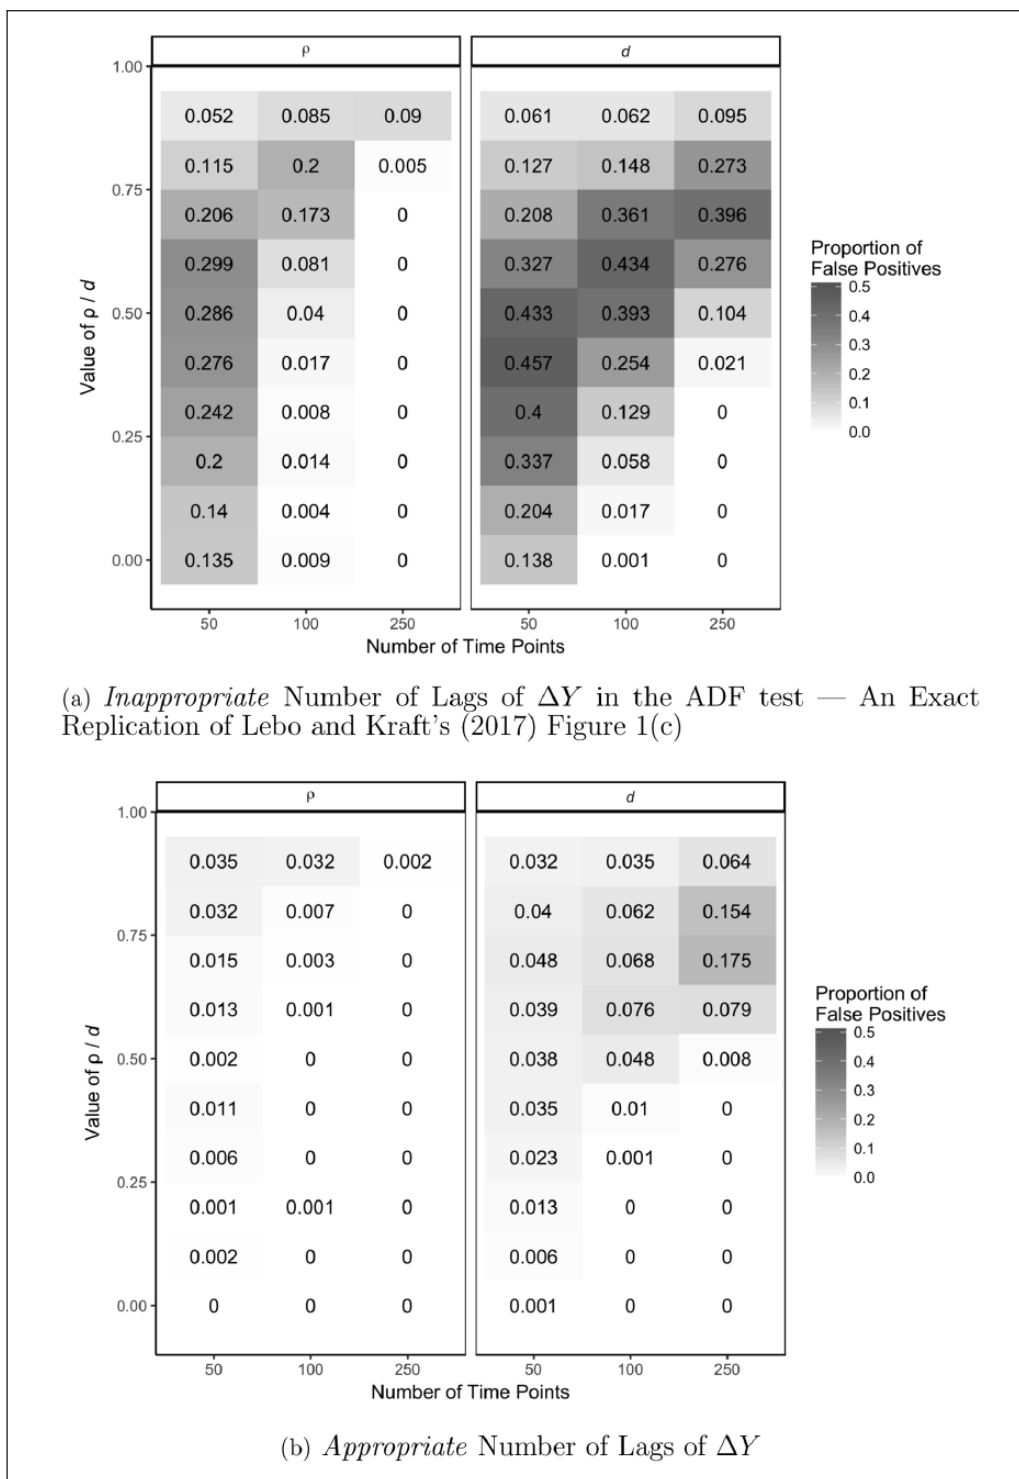 ρ d
1.00
0.052 0.085 0.09 0.061 0.062 0.095
0.115 0.2 0.005 0.127 0.148 0.273
0.75
0.206 0.173 0 0.208 0.361 0.396
Proportion of
False Positives
0.299 0.081 0 0.327 0.434 0.276
0.5
0.50 0.286 0.04 0 0.433 0.393 0.104
0.4
0.3
0.276 0.017 0 0.457 0.254 0.021
0.2
0.1
0.242 0.008 0 0.4 0.129 0
0.0
0.25
0.2 0.014 0 0.337 0.058 0
0.14 0.004 0 0.204 0.017 0
0.00 0.135 0.009 0 0.138 0.001 0
Value of ρ / d
50 100 250 50 100 250
Number of Time Points
(a) Inappropriate Number of Lags of ΔY in the ADF test — An Exact
Replication of Lebo and Kraft's (2017) Figure 1(c)
ρ d
1.00
0.035 0.032 0.002 0.032 0.035 0.064
0.032 0.007 0 0.04 0.062 0.154
0.75
0.015 0.003 0 0.048 0.068 0.175
Proportion of
False Positives
0.013 0.001 0 0.039 0.076 0.079
0.5
0.50 0.002 0 0 0.038 0.048 0.008
0.4
0.3
0.011 0 0 0.035 0.01 0
0.2
0.1
0.006 0 0 0.023 0.001 0
0.0
0.25
0.001 0.001 0 0.013 0 0
0.002 0 0 0.006 0 0
0.00 0 0 0 0.001 0 0
Value of ρ / d
50 100 250 50 100 250
Number of Time Points
(b) Appropriate Number of Lags of ΔY